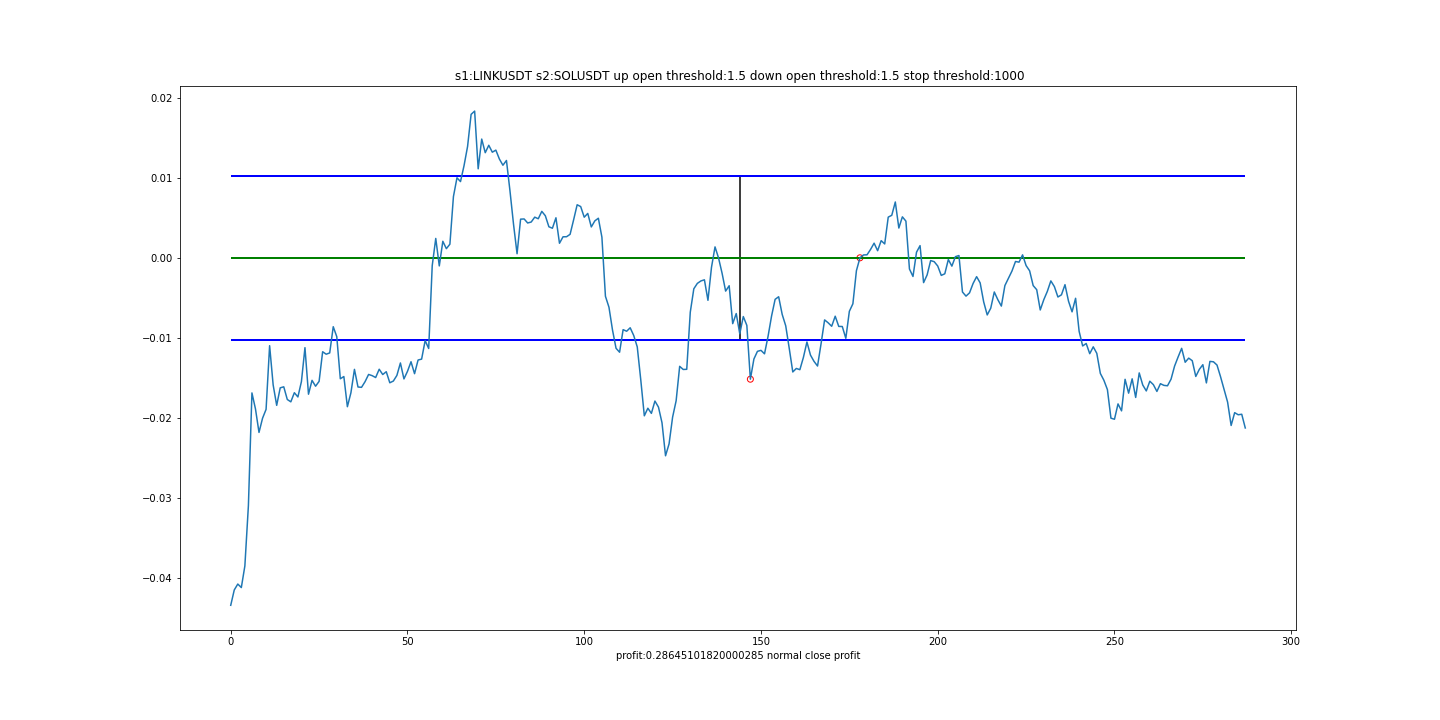 s1:LINKUSDT s2:SOLUSDT up open threshold:1.5 down open threshold:1.5 stop threshold:1000
0.02
0.01
0.00
−0.01
−0.02
−0.03
−0.04
0 50 100 150 200 250 300
profit:0.28645101820000285 normal close profit